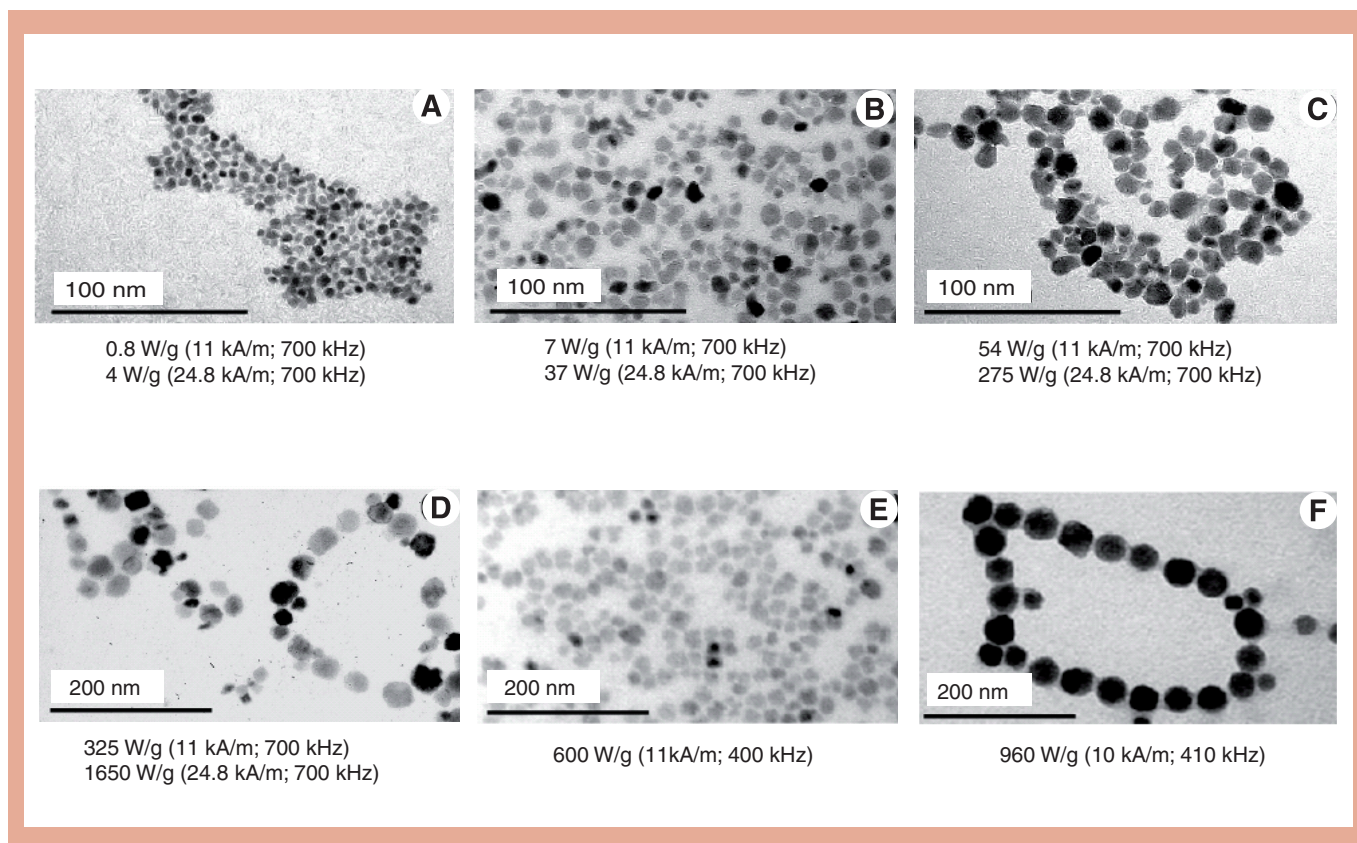 A
B
C
100 nm
100 nm
100 nm
0.8 W/g (11 kA/m; 700 kHz)
4 W/g (24.8 kA/m; 700 kHz)
7 W/g (11 kA/m; 700 kHz)
37 W/g (24.8 kA/m; 700 kHz)
54 W/g (11 kA/m; 700 kHz)
275 W/g (24.8 kA/m; 700 kHz)
D
E
F
200 nm
200 nm
200 nm
325 W/g (11 kA/m; 700 kHz)
1650 W/g (24.8 kA/m; 700 kHz)
600 W/g (11kA/m; 400 kHz)
960 W/g (10 kA/m; 410 kHz)